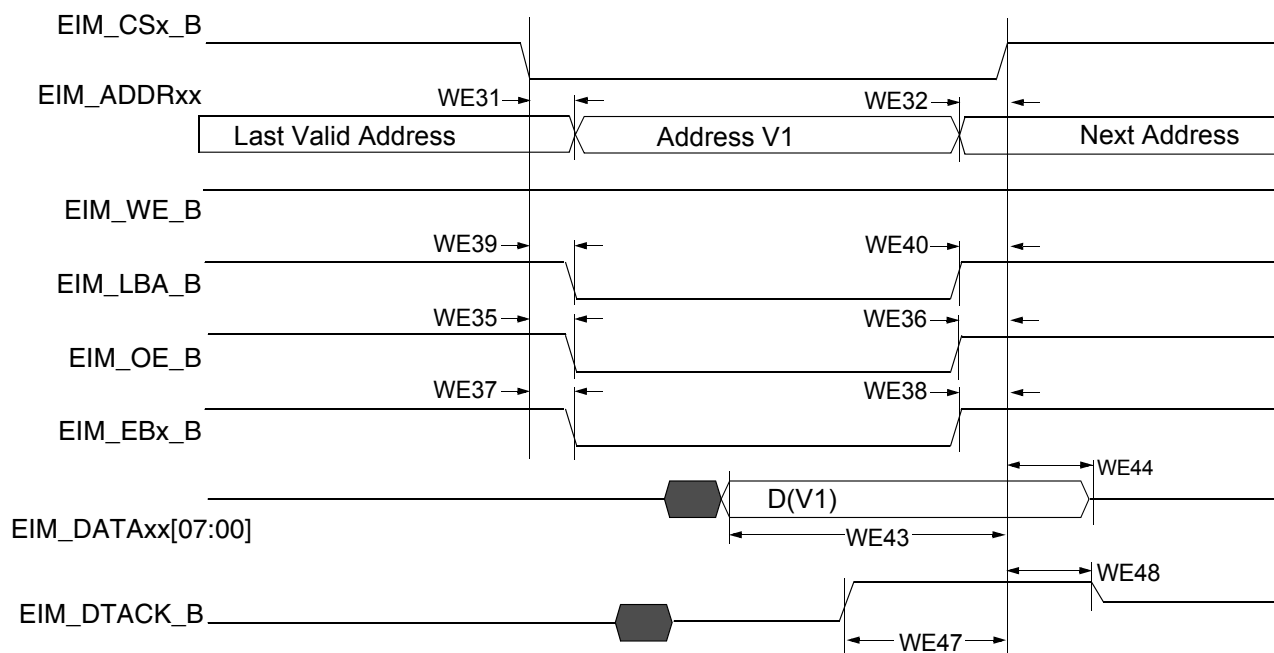 EIM_CSx_B
EIM_ADDRxx
WE31
WE32
Last Valid Address
Address V1
Next Address
EIM_WE_B
WE39
WE40
EIM_LBA_B
WE35
WE36
EIM_OE_B
WE37
WE38
EIM_EBx_B
WE44
D(V1)
EIM_DATAxx[07:00]
WE43
WE48
EIM_DTACK_B
WE47